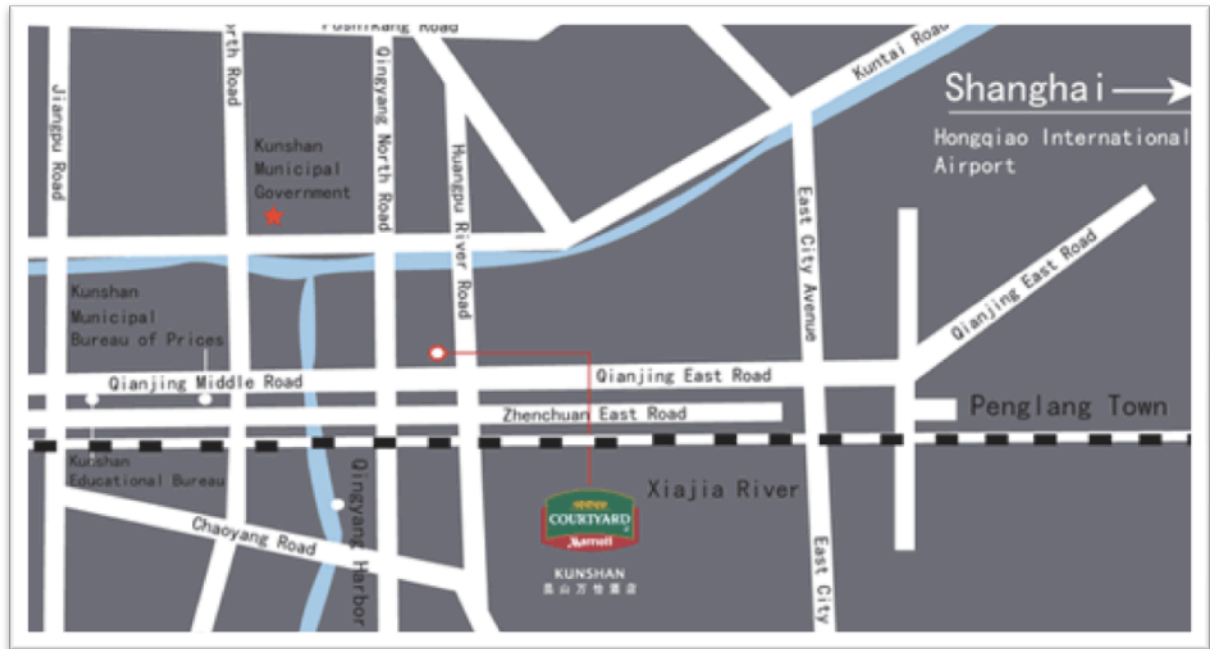 Fushikang Road
rth Road
Kuntai Road
Qingyang North Road
Jiangpu Road
Shanghai
Hongqiao International
Airport
Kunshan
Municipal
Government
Huangpu River Road
East City Avenue
Qianjing East Road
Kunshan
Municipal
Bureau of Prices
Qianjing Middle Road
Qianjing East Road
Zhenchuan East Road
Penglang Town
Kunshan
Educational Bureau
Qingyang Harbor
Xiajia River
COURTYARD
Marriott
Chaoyang Road
East City
KUNSHAN
昆山万怡酒店